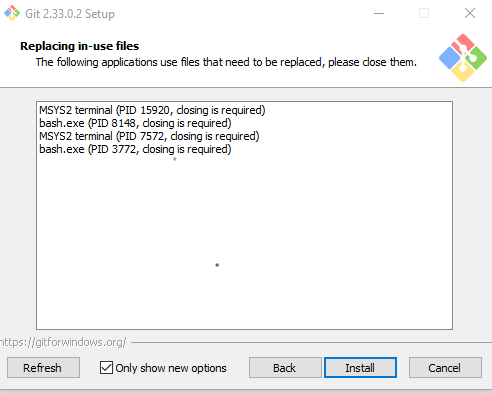 Git 2.33.0.2 Setup
Replacing in-use files
The following applications use files that need to be replaced, please close them.
MSYS2 terminal (PID 15920, closing is required)
bash.exe (PID 8148, closing is required)
MSYS2 terminal (PID 7572, closing is required)
bash.exe (PID 3772, closing is required)
https://gitforwindows.org/
Refresh Only show new options Back Install Cancel